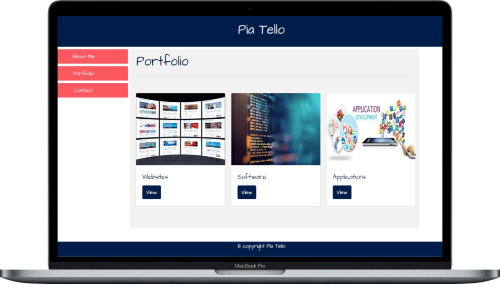 Pia Tello
About Me
Portfolio
Contact
Portfolio
APPLICATION
DEVELOPMENT
Websites
Software
Applications
View
View
View
© copyright Pia Tello
MacBook Pro